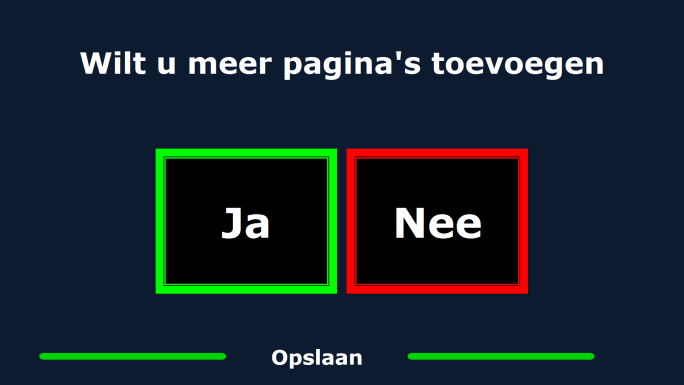 Wilt u meer pagina's toevoegen
Ja
Nee
Opslaan